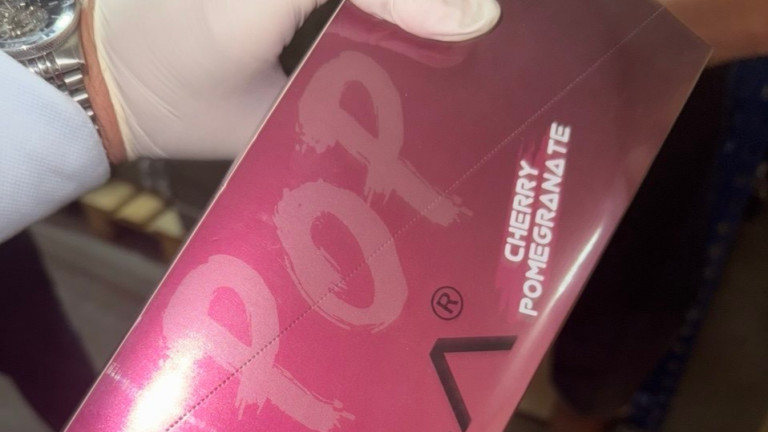 POP
CHERRY
POMEGRANATE
®